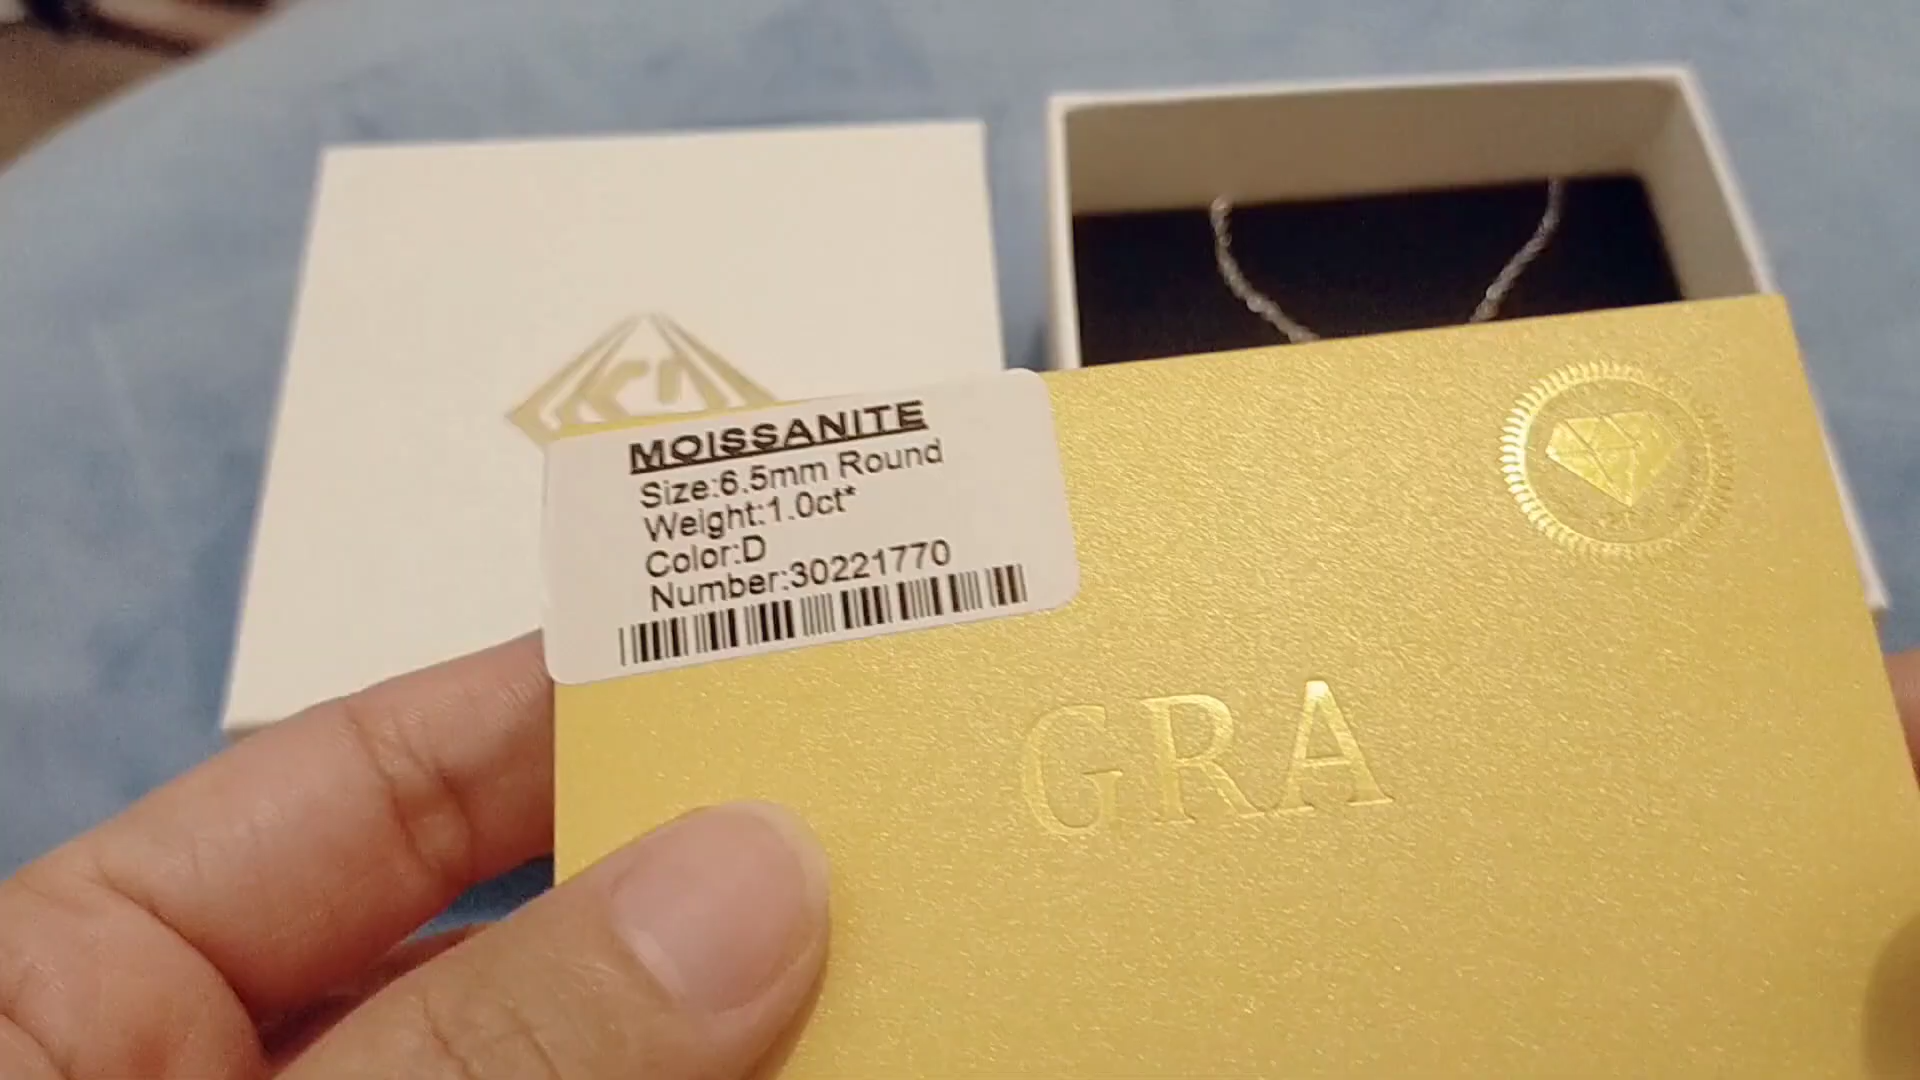 MOISSANITE
Size:6.5mm Round
Weight:1.0ct*
Color:D
Number:30221770
GRA